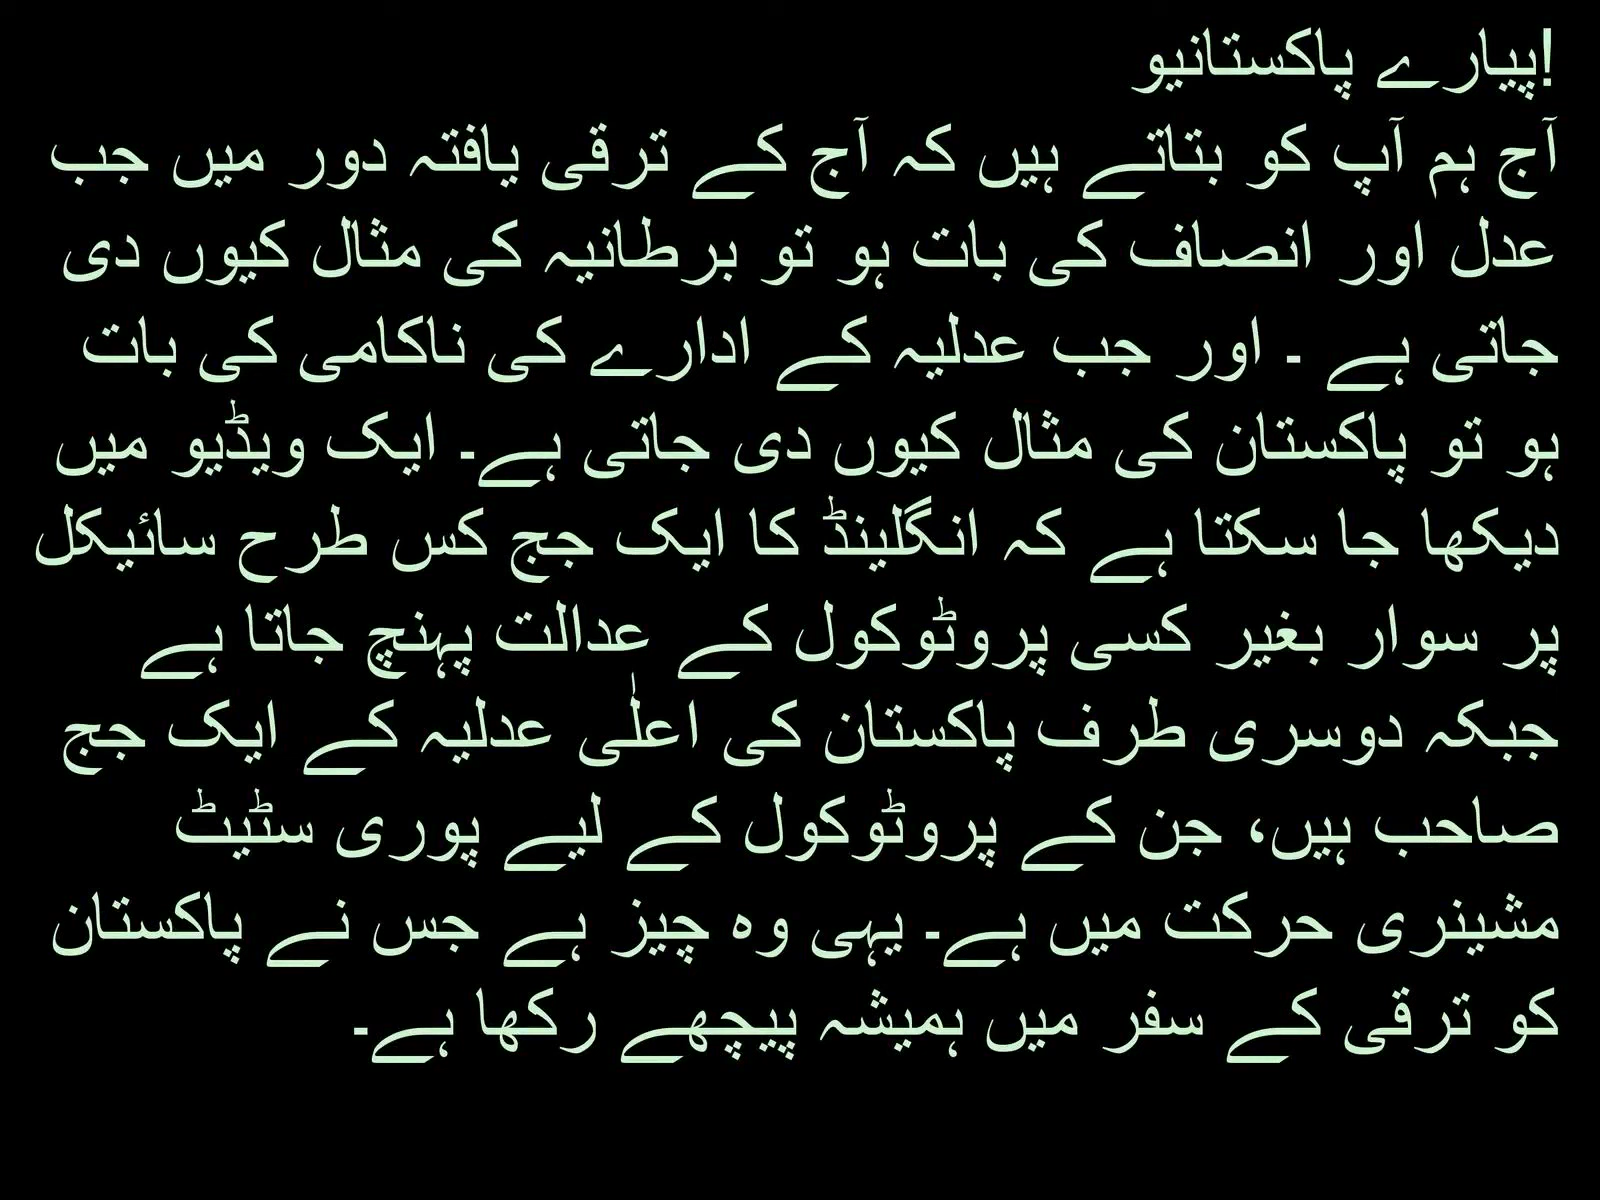 پیارے پاکستانیو!
آج ہم آپ کو بتاتے ہیں کہ آج کے ترقی یافتہ دور میں جب
عدل اور انصاف کی بات ہو تو برطانیہ کی مثال کیوں دی
جاتی ہے ۔ اور جب عدلیہ کے ادارے کی ناکامی کی بات
ہو تو پاکستان کی مثال کیوں دی جاتی ہے۔ ایک ویڈیو میں
دیکھا جا سکتا ہے کہ انگلینڈ کا ایک جج کس طرح سائیکل
پر سوار بغیر کسی پروٹوکول کے عدالت پہنچ جاتا ہے
جبکہ دوسری طرف پاکستان کی اعلٰی عدلیہ کے ایک جج
صاحب ہیں، جن کے پروٹوکول کے لیے پوری سٹیٹ
مشینری حرکت میں ہے۔ یہی وہ چیز ہے جس نے پاکستان
کو ترقی کے سفر میں ہمیشہ پیچھے رکھا ہے۔